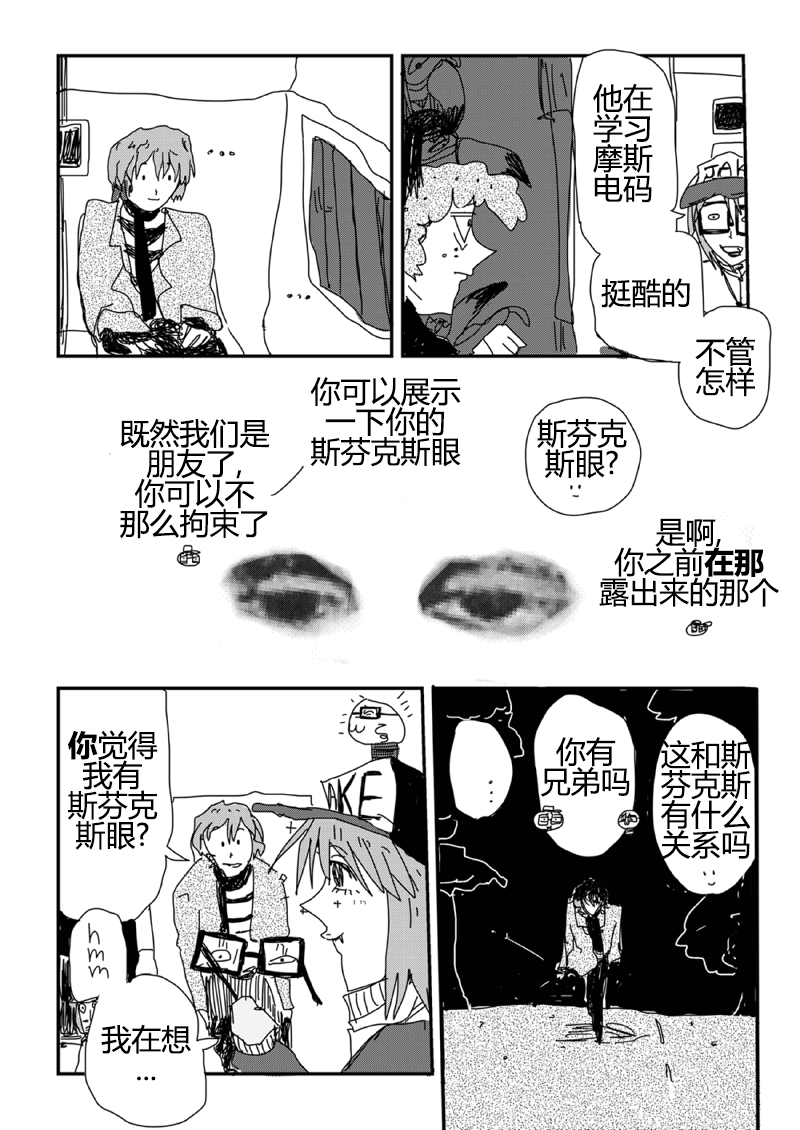 他在
学习
摩斯
电码
JAK
挺酷的
不管
怎样
你可以展示
一下你的
斯芬克斯眼
既然我们是
朋友了,
你可以不
那么拘束了
斯芬克
斯眼?
是啊,
你之前在那
露出来的那个
你觉得
我有
斯芬克
斯眼?
AKE
hmm
我在想
...
...
你有
兄弟吗
这和斯
芬克斯
有什么
关系吗